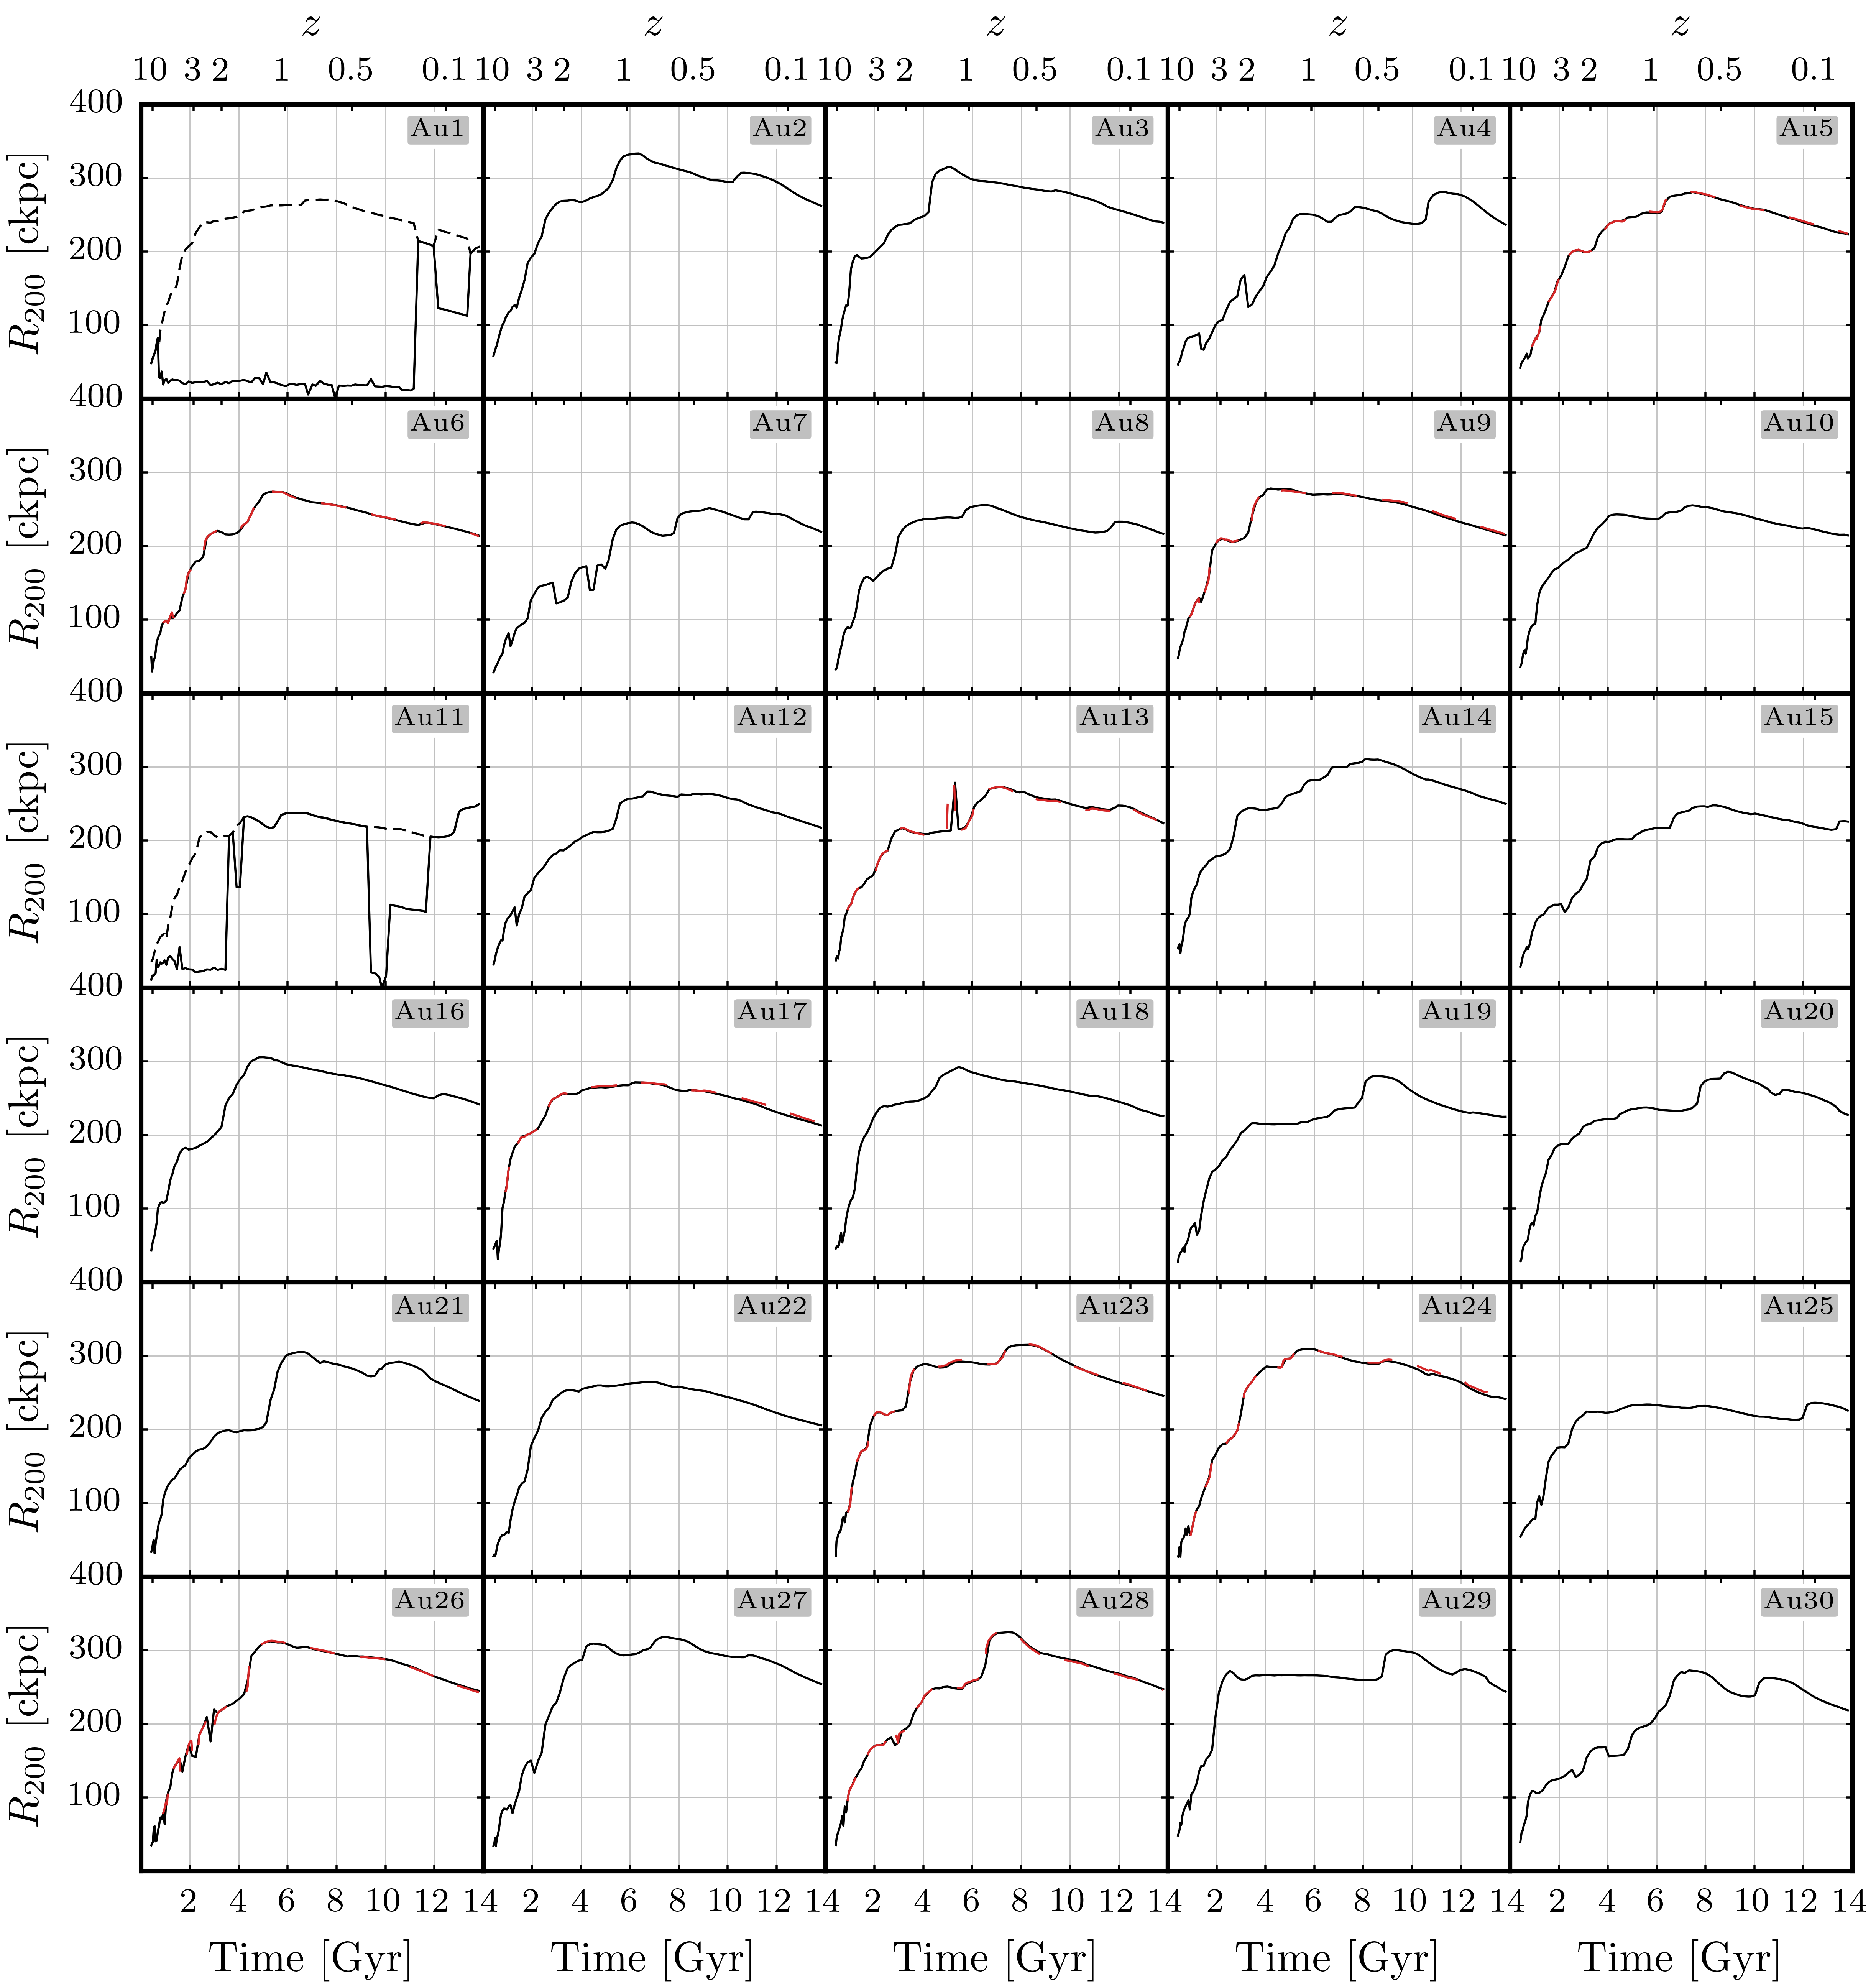 z z z z z
10 3 2 1 0.5 0.1 10 3 2 1 0.5 0.1 10 3 2 1 0.5 0.1 10 3 2 1 0.5 0.1 10 3 2 1 0.5 0.1
400
Au1 Au2 Au3 Au4 Au5
300
200
100
R200 [ckpc]
400
Au6 Au7 Au8 Au9 Au10
300
200
100
R200 [ckpc]
400
Au11 Au12 Au13 Au14 Au15
300
200
100
R200 [ckpc]
400
Au16 Au17 Au18 Au19 Au20
300
200
100
R200 [ckpc]
400
Au21 Au22 Au23 Au24 Au25
300
200
100
R200 [ckpc]
400
Au26 Au27 Au28 Au29 Au30
300
200
100
R200 [ckpc]
2 4 6 8 10 12 14 2 4 6 8 10 12 14 2 4 6 8 10 12 14 2 4 6 8 10 12 14 2 4 6 8 10 12 14
Time [Gyr] Time [Gyr] Time [Gyr] Time [Gyr] Time [Gyr]